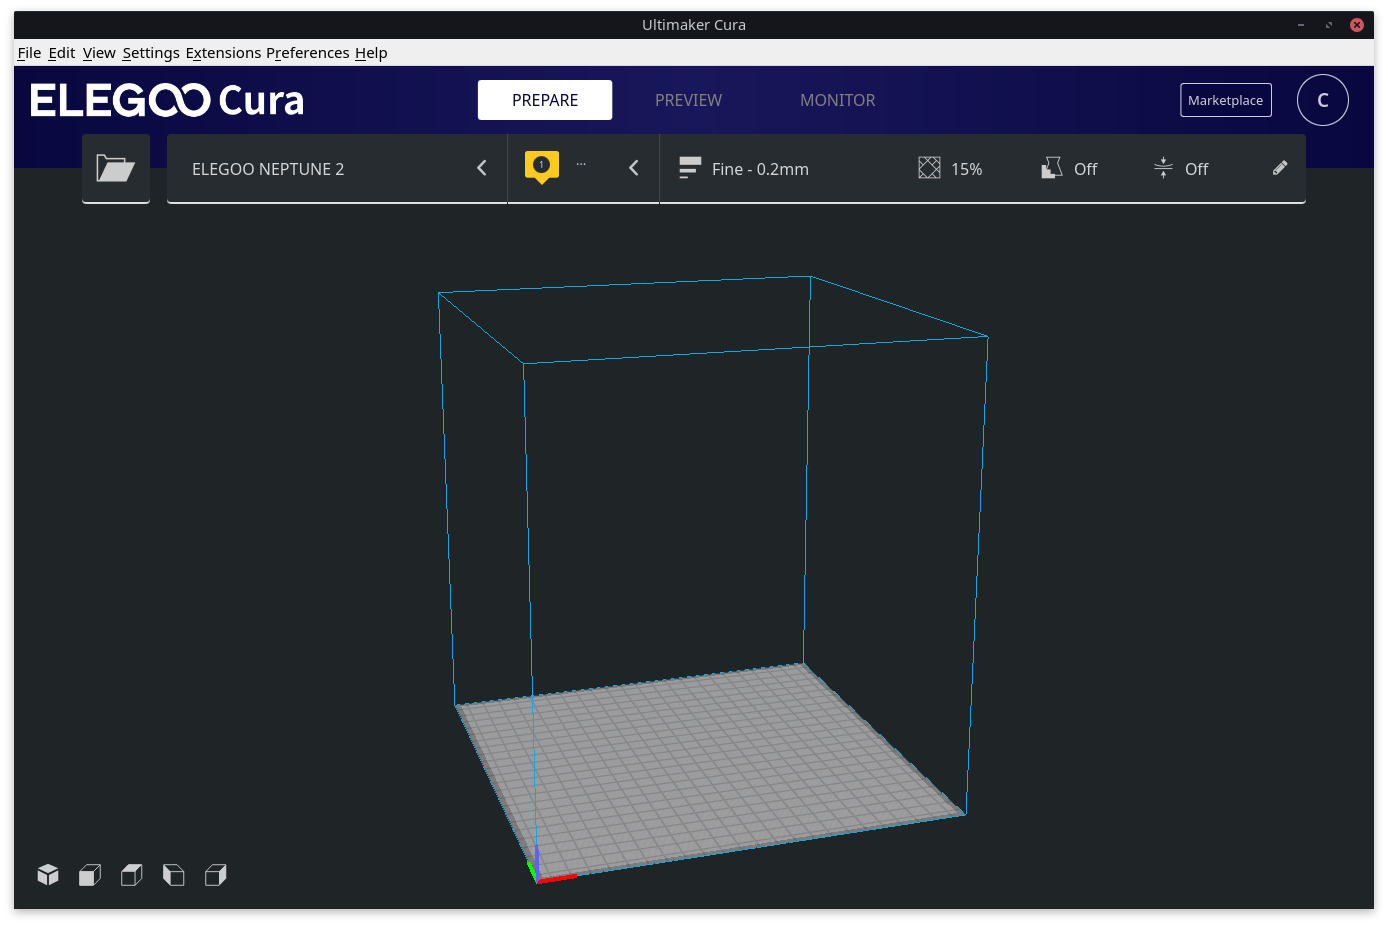 Ultimaker Cura
File Edit View Settings Extensions Preferences Help
ELEGOO Cura
PREPARE PREVIEW MONITOR
Marketplace
C
ELEGOO NEPTUNE 2
1
...
Fine - 0.2mm
15%
Off
Off